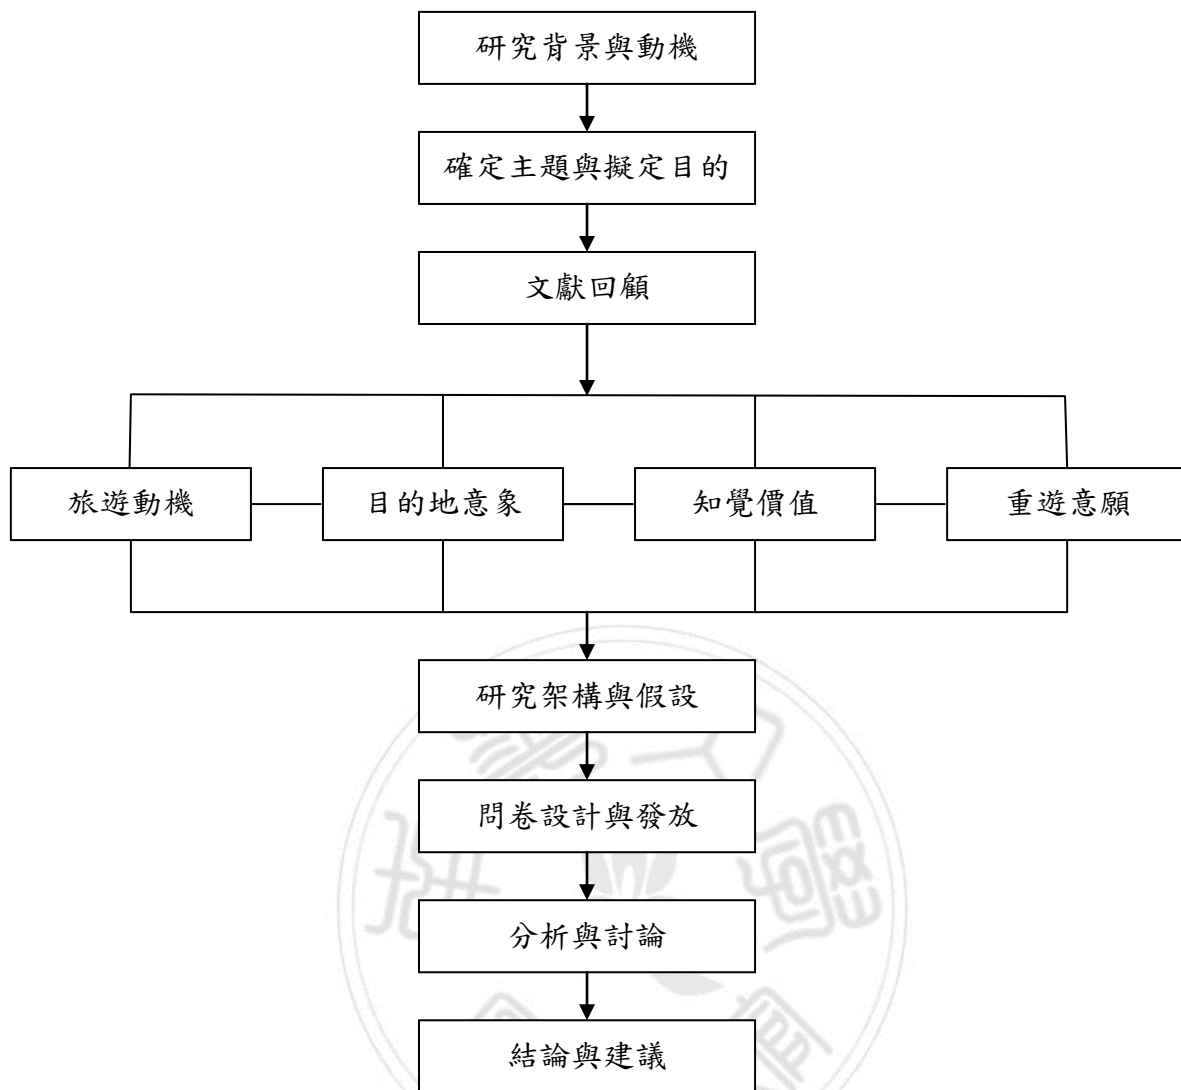 研究背景與動機
確定主題與擬定目的
文獻回顧
旅遊動機
目的地意象
知覺價值
重遊意願
研究架構與假設
問卷設計與發放
分析與討論
結論與建議